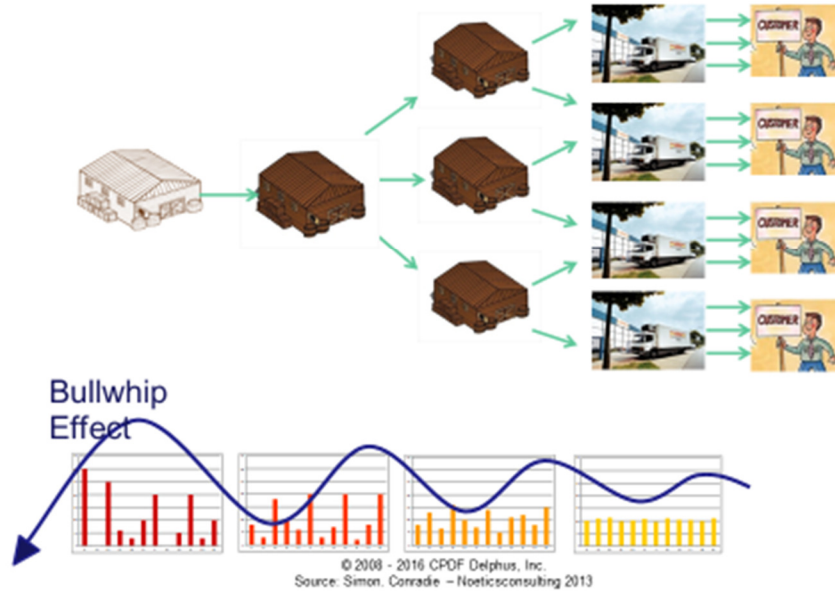 CUSTOMER
CUSTOMER
CUSTOMER
CUSTOMER
Bullwhip
Effect
© 2008 - 2016 CPDF Delphus, Inc.
Source: Simon. Conradie – Noeticsconsulting 2013